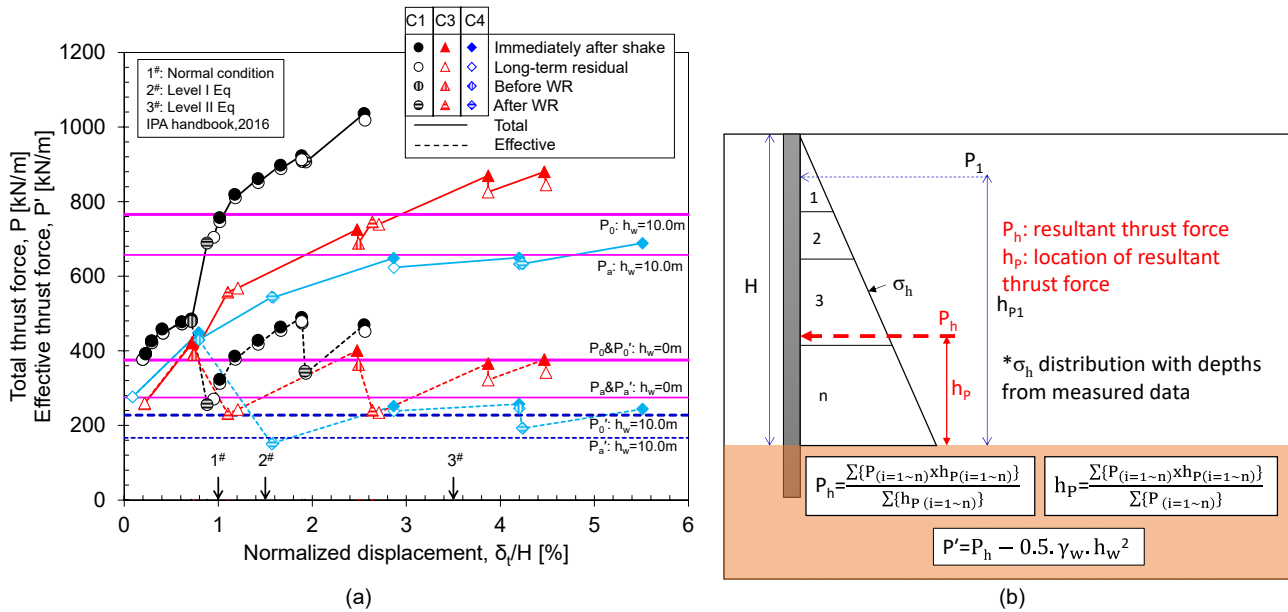 C1 C3 C4
Immediately after shake
Long-term residual
Before WR
After WR
Total
Effective
1#: Normal condition
2#: Level I Eq
3#: Level II Eq
IPA handbook,2016
Total thrust force, P [kN/m]
Effective thrust force, P' [kN/m]
1200
1000
800
600
400
200
0
P₀: hw=10.0m
Pa: hw=10.0m
P₀&P₀′: hw=0m
Pa&Pa′: hw=0m
P₀′: hw=10.0m
Pa′: hw=10.0m
1# 2# 3#
0 1 2 3 4 5 6
Normalized displacement, δt/H [%]
(a)
P₁
1
2
3
n
H
σh
Ph
hP
hP1
Ph: resultant thrust force
hP: location of resultant
thrust force
*σh distribution with depths
from measured data
Ph=∑{P(i=1~n)xhP(i=1~n)}/∑{hP (i=1~n)}
hP=∑{P(i=1~n)xhP(i=1~n)}/∑{P (i=1~n)}
P′=Ph − 0.5. γw. hw²
(b)